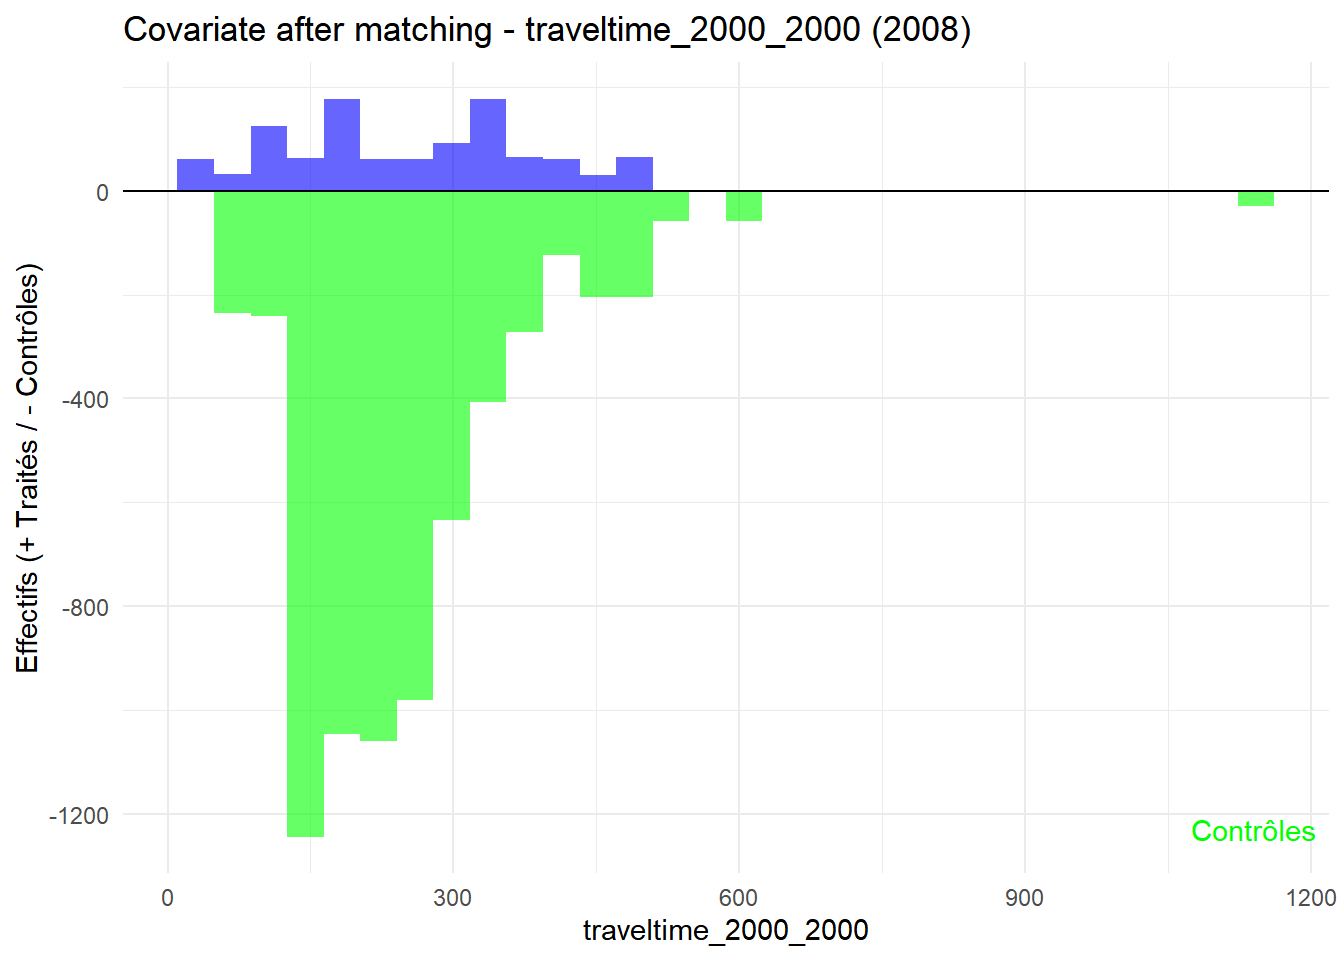 Covariate after matching - traveltime_2000_2000 (2008)
Effectifs (+ Traités / - Contrôles)
0
-400
-800
-1200
Contrôles
0
300
600
900
1200
traveltime_2000_2000